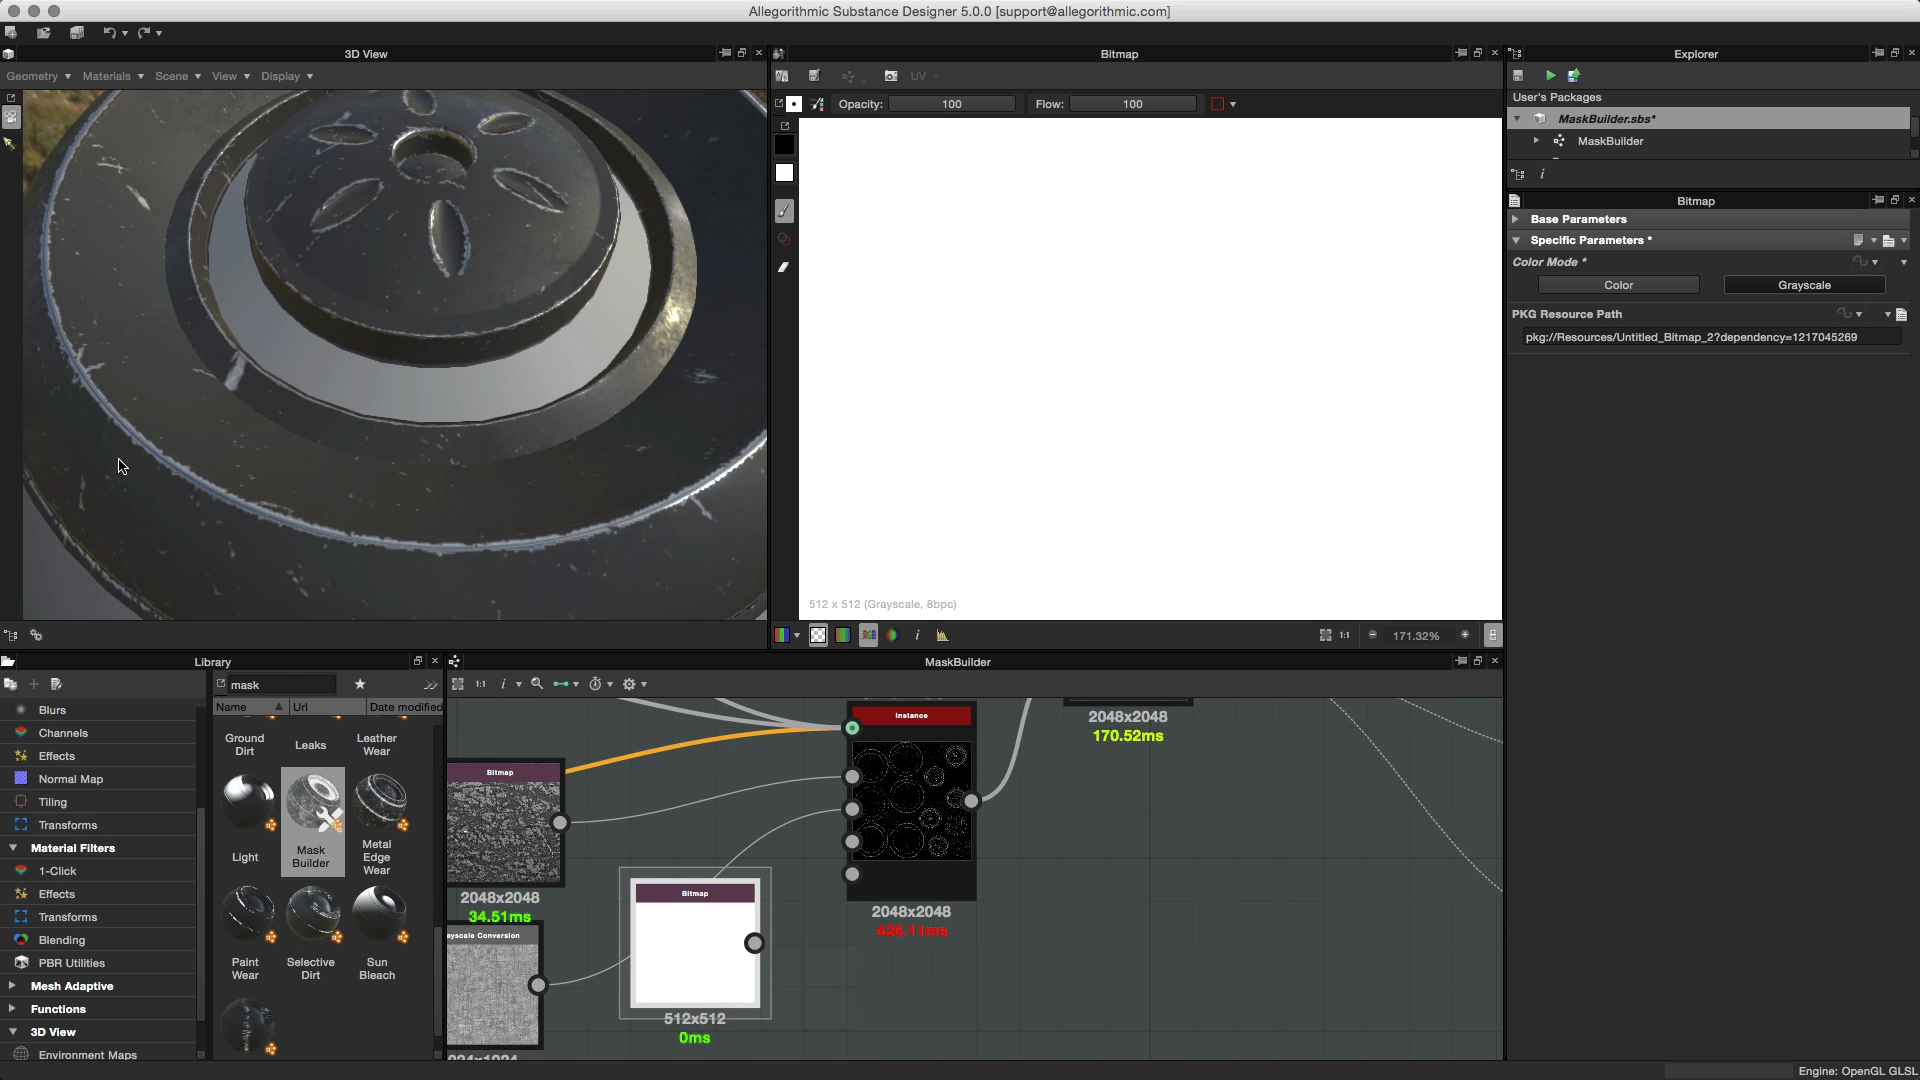 Allegorithmic Substance Designer 5.0.0 [support@allegorithmic.com]
3D View
Geometry Materials Scene View Display
Bitmap
UV
Opacity: 100 Flow: 100
512 x 512 (Grayscale, 8bpc)
RGB
i
1:1
171.32%
Explorer
User's Packages
MaskBuilder.sbs*
MaskBuilder
i
Bitmap
Base Parameters
Specific Parameters *
Color Mode *
Color Grayscale
PKG Resource Path
pkg://Resources/Untitled_Bitmap_2?dependency=1217045269
Library
mask
Name Url Date modified
Blurs
Channels
Effects
Normal Map
Tiling
Transforms
Material Filters
1-Click
Effects
Transforms
Blending
PBR Utilities
Mesh Adaptive
Functions
3D View
Environment Maps
Ground Dirt
Leaks
Leather Wear
Light
Mask Builder
Metal Edge Wear
Paint Wear
Selective Dirt
Sun Bleach
MaskBuilder
1:1 i
Bitmap
2048x2048
34.51ms
ayscale Conversion
Bitmap
512x512
0ms
Instance
2048x2048
426.11ms
2048x2048
170.52ms
Engine: OpenGL GLSL